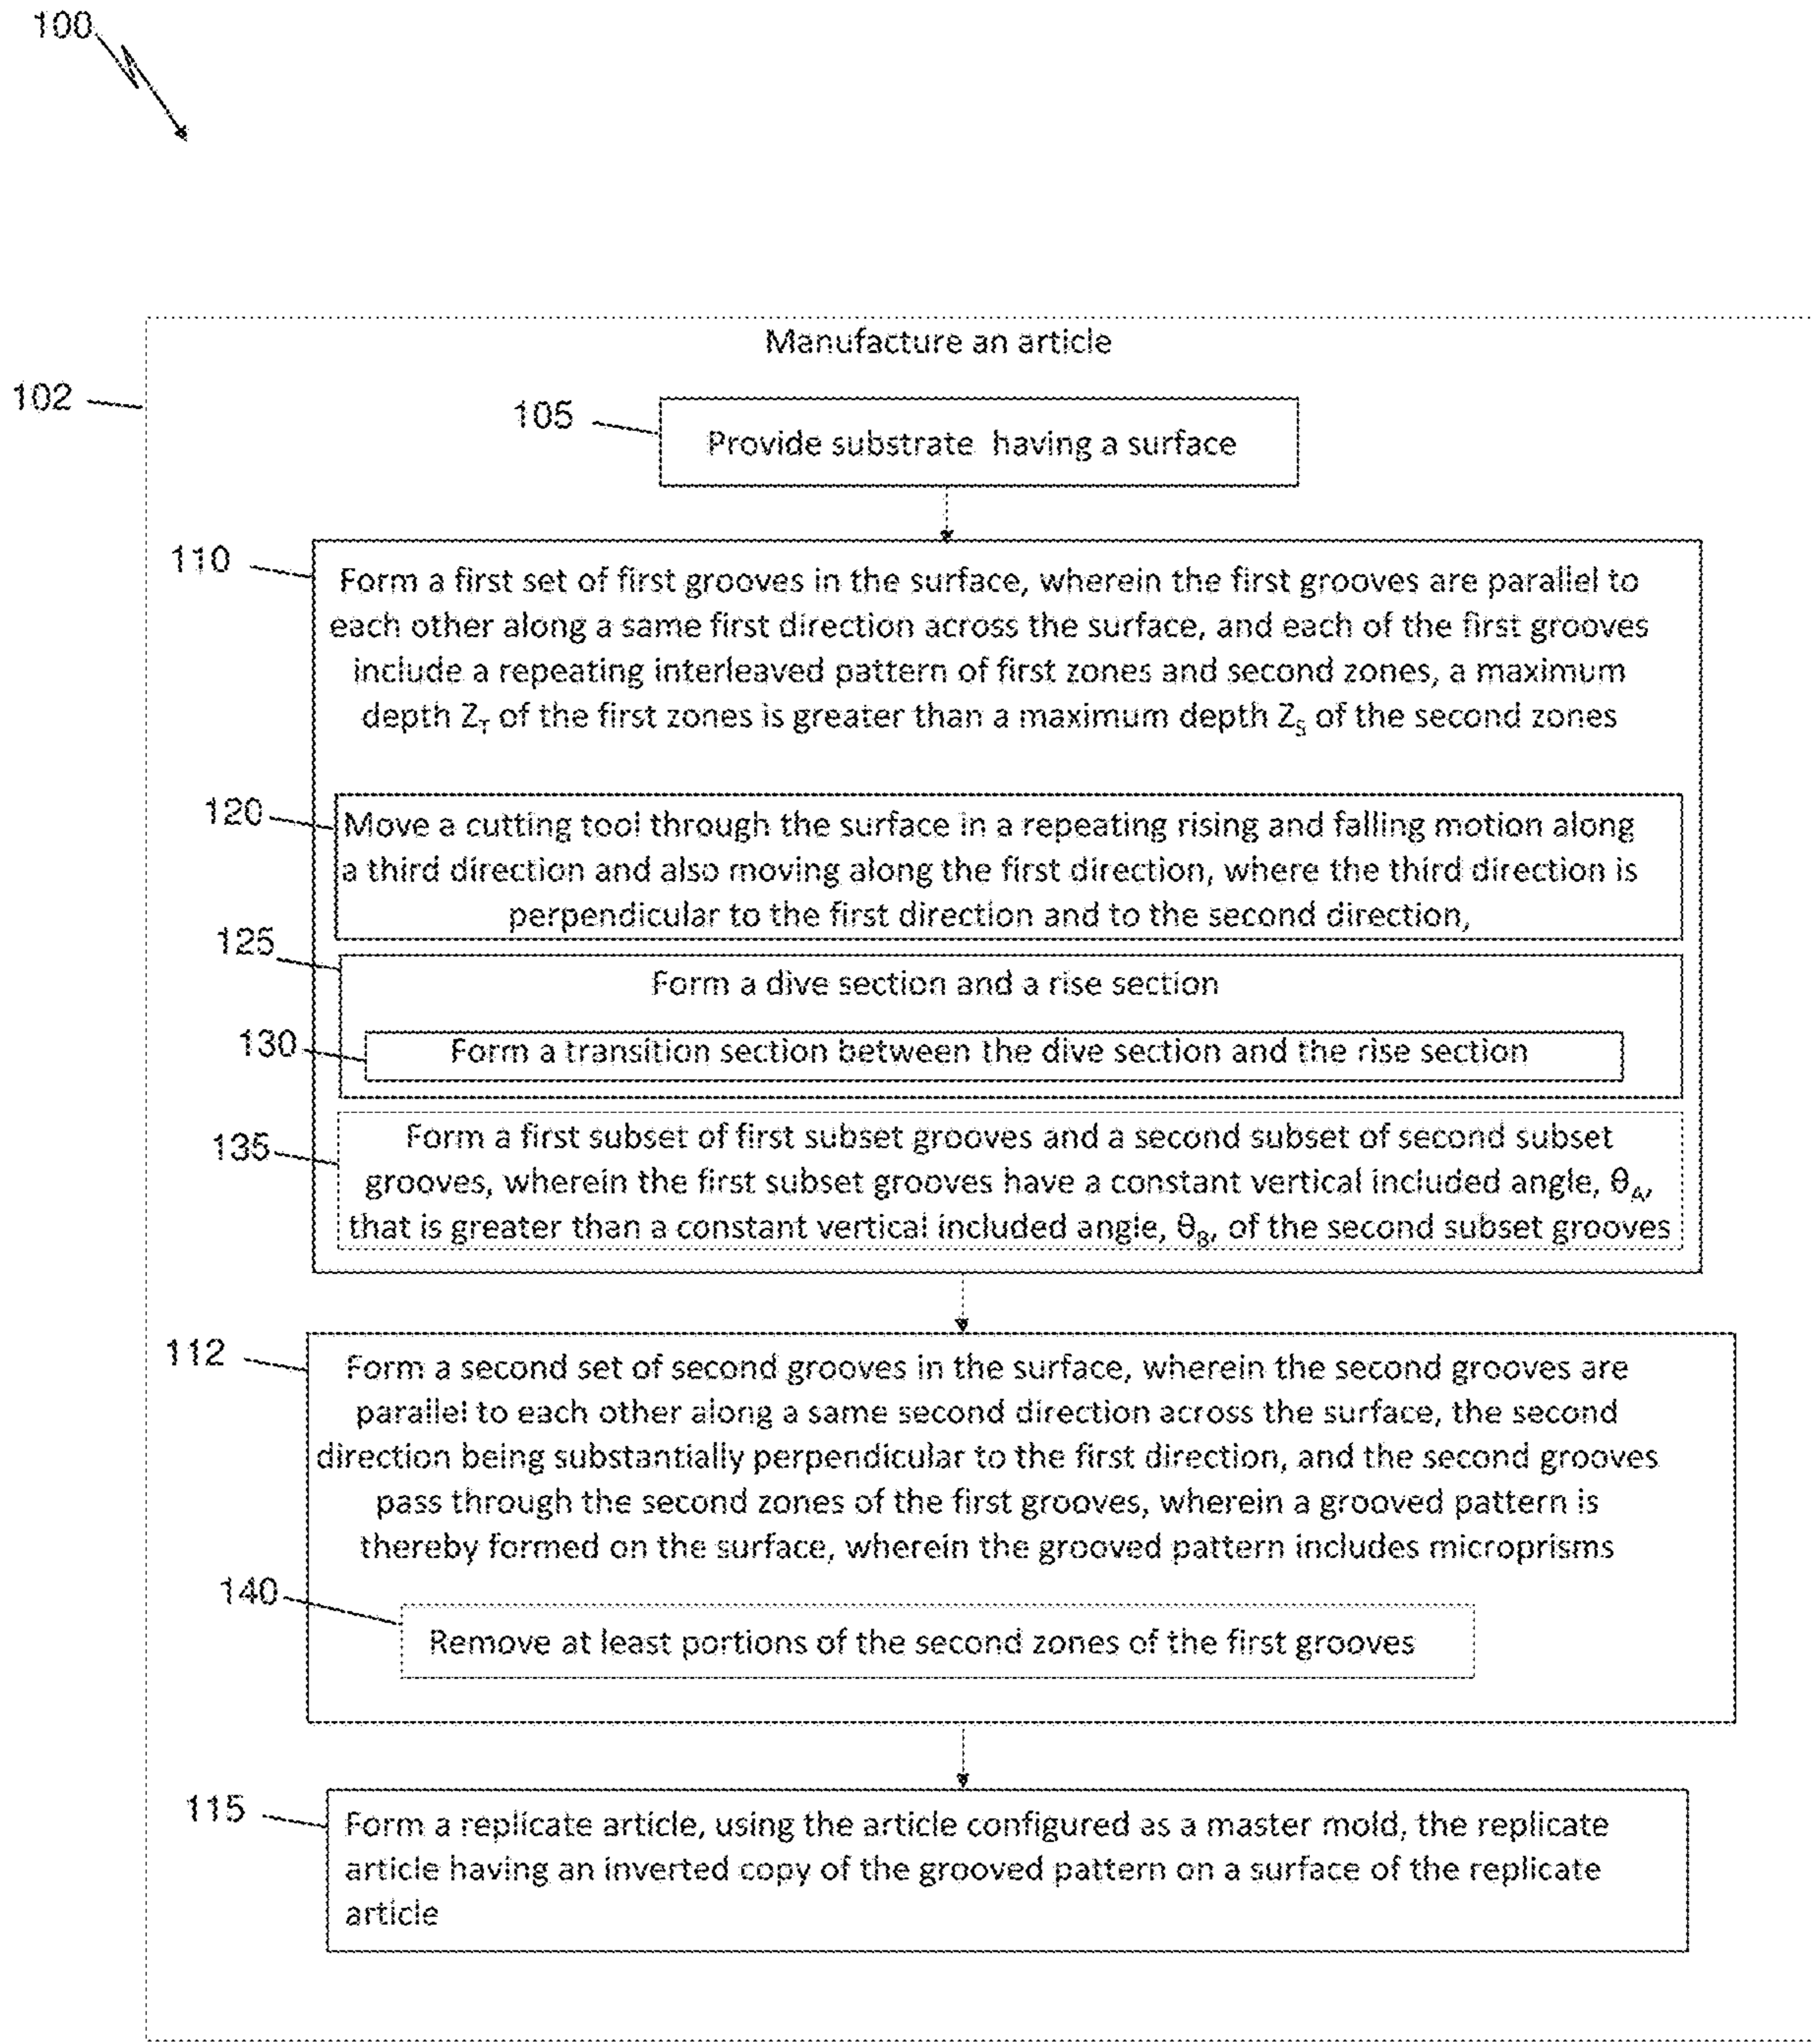 100
Manufacture an article
102
105
Provide substrate having a surface
110
Form a first set of first grooves in the surface, wherein the first grooves are parallel to
each other along a same first direction across the surface, and each of the first grooves
include a repeating interleaved pattern of first zones and second zones, a maximum
depth Z_T of the first zones is greater than a maximum depth Z_S of the second zones
120
Move a cutting tool through the surface in a repeating rising and falling motion along
a third direction and also moving along the first direction, where the third direction is
perpendicular to the first direction and to the second direction,
125
Form a dive section and a rise section
130
Form a transition section between the dive section and the rise section
135
Form a first subset of first subset grooves and a second subset of second subset
grooves, wherein the first subset grooves have a constant vertical included angle, θ_A,
that is greater than a constant vertical included angle, θ_B, of the second subset grooves
112
Form a second set of second grooves in the surface, wherein the second grooves are
parallel to each other along a same second direction across the surface, the second
direction being substantially perpendicular to the first direction, and the second grooves
pass through the second zones of the first grooves, wherein a grooved pattern is
thereby formed on the surface, wherein the grooved pattern includes microprisms
140
Remove at least portions of the second zones of the first grooves
115
Form a replicate article, using the article configured as a master mold, the replicate
article having an inverted copy of the grooved pattern on a surface of the replicate
article